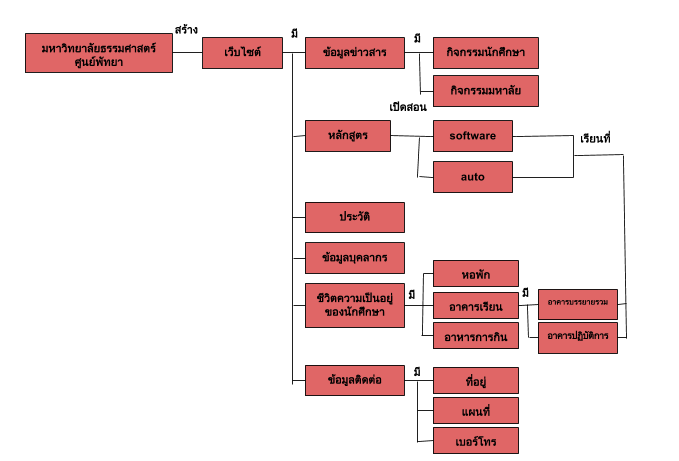 สร้าง
มี
มหาวิทยาลัยธรรมศาสตร์
ศูนย์พัทยา
เว็บไซต์
ข้อมูลข่าวสาร
มี
กิจกรรมนักศึกษา
กิจกรรมมหาลัย
เปิดสอน
หลักสูตร
software
เรียนที่
auto
ประวัติ
ข้อมูลบุคลากร
ชีวิตความเป็นอยู่
ของนักศึกษา
มี
หอพัก
อาคารเรียน
มี
อาคารบรรยายรวม
อาหารการกิน
อาคารปฏิบัติการ
ข้อมูลติดต่อ
มี
ที่อยู่
แผนที่
เบอร์โทร